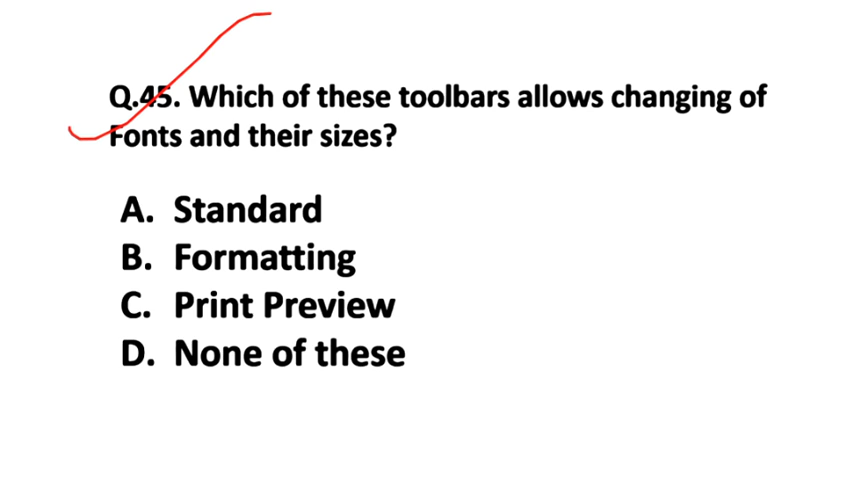 Q.45. Which of these toolbars allows changing of
Fonts and their sizes?
A. Standard
B. Formatting
C. Print Preview
D. None of these